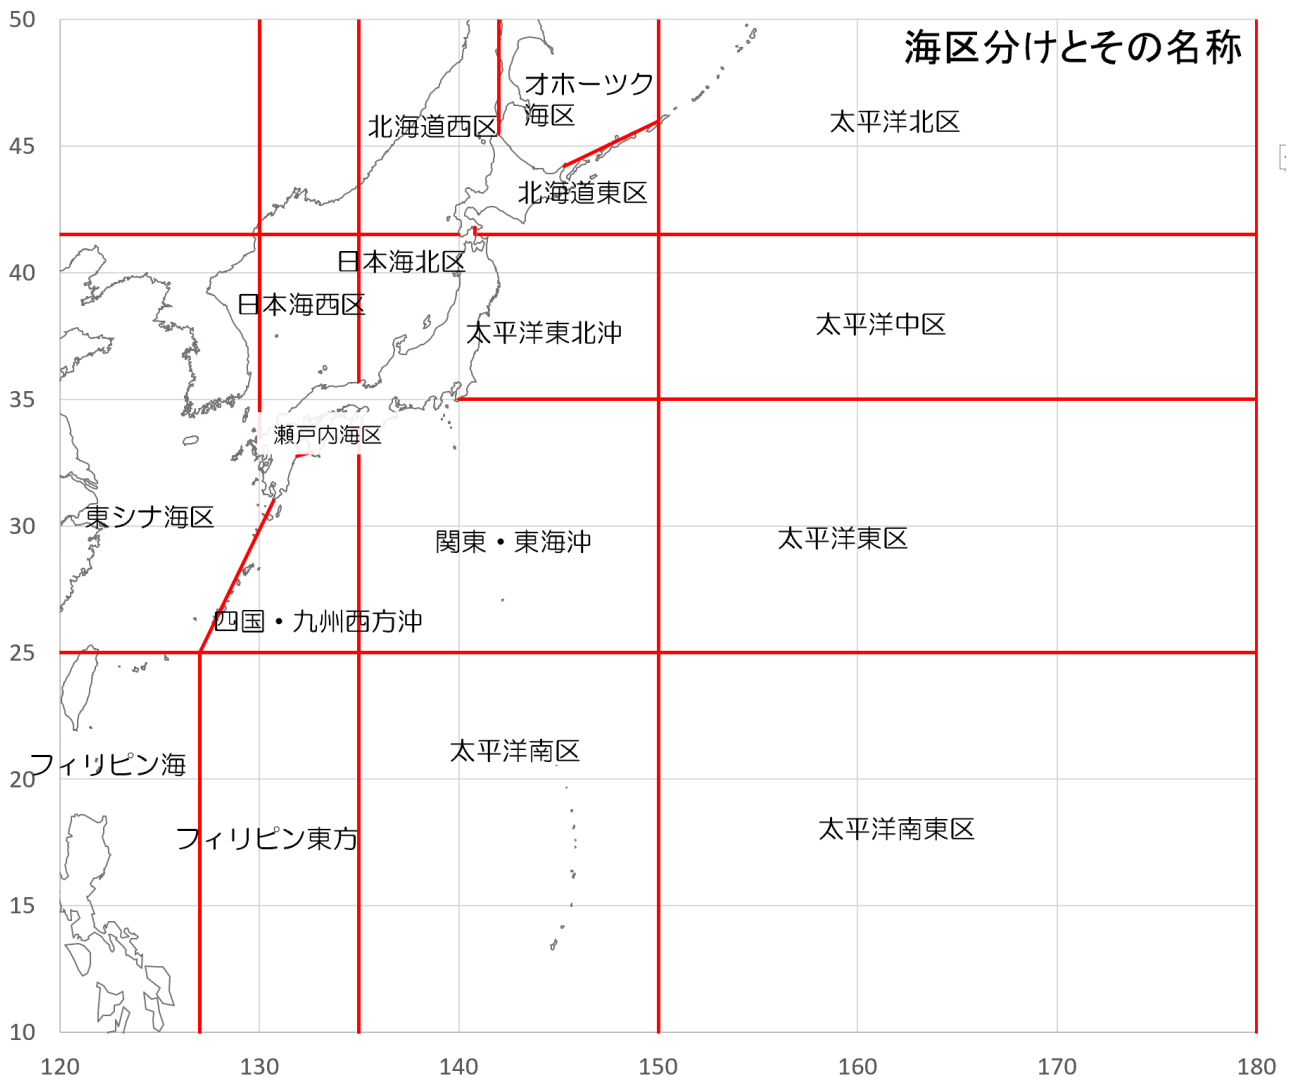 50
海区分けとその名称
オホーツク
海区
北海道西区
太平洋北区
45
北海道東区
日本海北区
40
日本海西区
太平洋東北沖
太平洋中区
35
瀬戸内海区
東シナ海区
30
関東・東海沖
太平洋東区
四国・九州西方沖
25
太平洋南区
フィリピン海
20
フィリピン東方
太平洋南東区
15
10
120
130
140
150
160
170
180